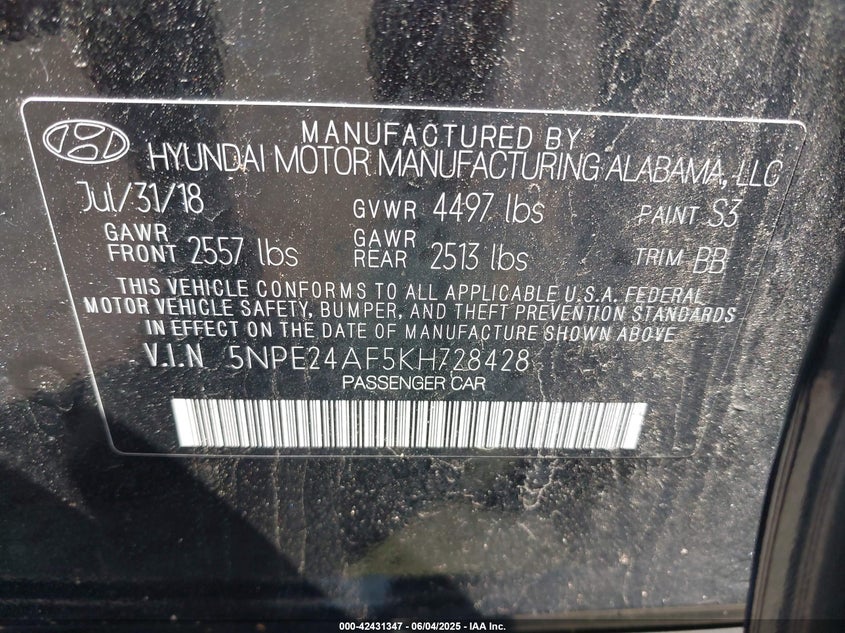 MANUFACTURED BY
HYUNDAI MOTOR MANUFACTURING ALABAMA, LLC
Jul/31/18 GVWR 4497 lbs PAINT S3
GAWR FRONT 2557 lbs GAWR REAR 2513 lbs TRIM BB
THIS VEHICLE CONFORMS TO ALL APPLICABLE U.S.A. FEDERAL
MOTOR VEHICLE SAFETY, BUMPER, AND THEFT PREVENTION STANDARDS
IN EFFECT ON THE DATE OF MANUFACTURE SHOWN ABOVE
V.I.N 5NPE24AF5KH728428
PASSENGER CAR
000-42431347 - 06/04/2025 - IAA Inc.